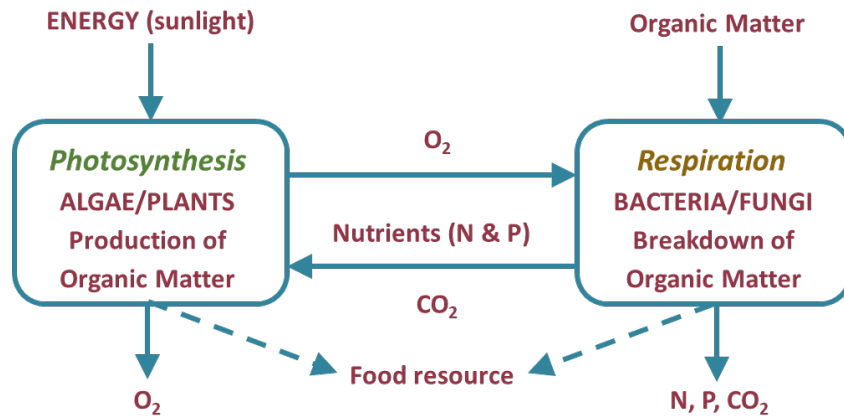 ENERGY (sunlight)
Organic Matter
Photosynthesis
ALGAE/PLANTS
Production of
Organic Matter
O₂
Nutrients (N & P)
CO₂
Respiration
BACTERIA/FUNGI
Breakdown of
Organic Matter
O₂
Food resource
N, P, CO₂